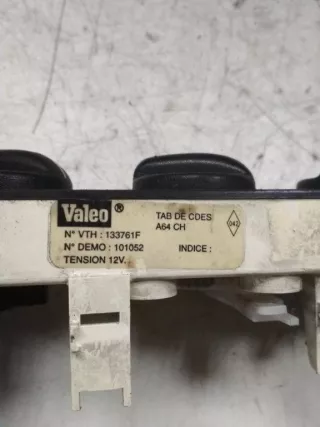 Valeo ®
TAB DE CDES
A64 CH
042
N° VTH : 133761F
N° DEMO : 101052
INDICE :
TENSION 12V.